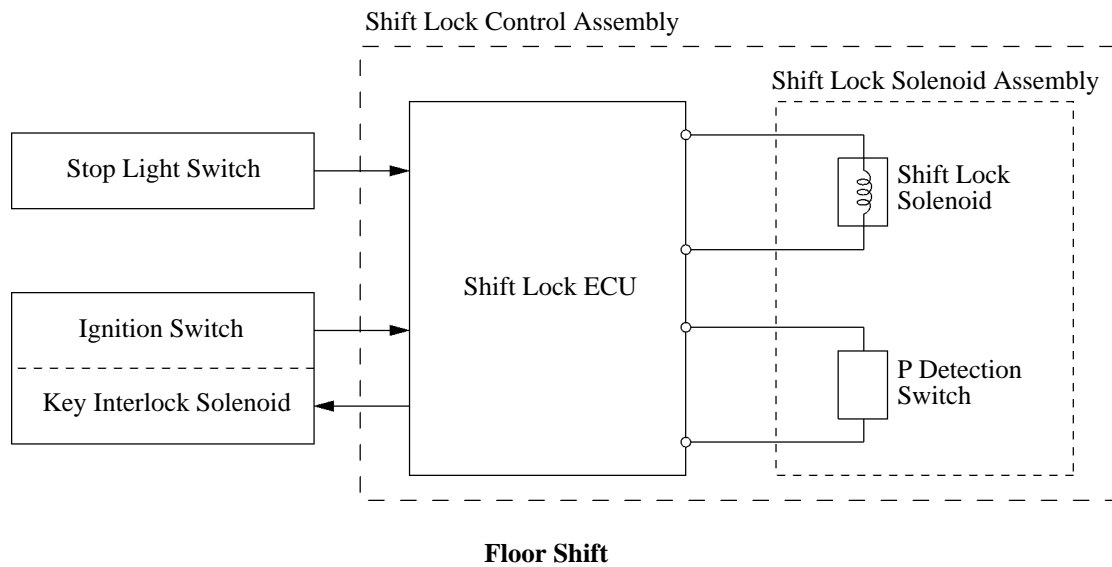 Shift Lock Control Assembly
Shift Lock Solenoid Assembly
Stop Light Switch
Shift Lock
Solenoid
Shift Lock ECU
Ignition Switch
Key Interlock Solenoid
P Detection
Switch
Floor Shift